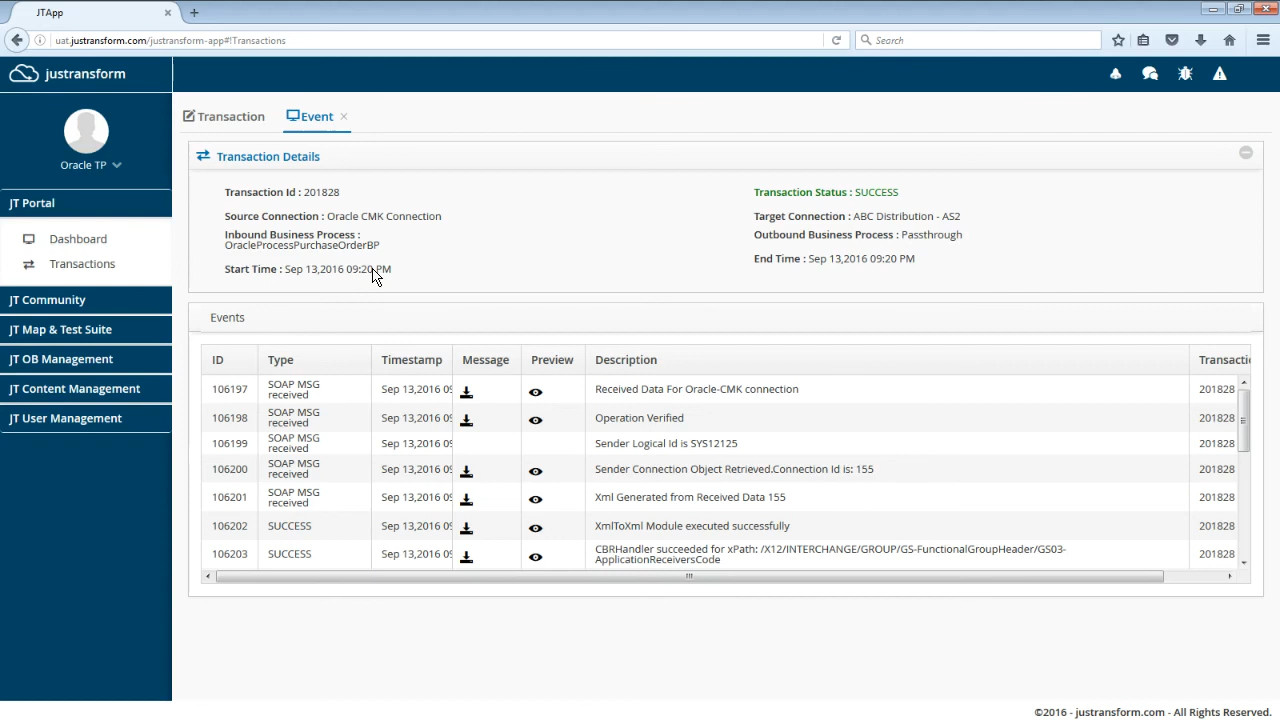 JTApp
uat.justransform.com/justransform-app#!Transactions
Search
justransform
Oracle TP
JT Portal
Dashboard
Transactions
JT Community
JT Map & Test Suite
JT OB Management
JT Content Management
JT User Management
Transaction
Event
Transaction Details
Transaction Id : 201828
Transaction Status : SUCCESS
Source Connection : Oracle CMK Connection
Target Connection : ABC Distribution - AS2
Inbound Business Process :
OracleProcessPurchaseOrderBP
Outbound Business Process : Passthrough
Start Time : Sep 13,2016 09:20 PM
End Time : Sep 13,2016 09:20 PM
Events
ID Type Timestamp Message Preview Description Transacti
106197 SOAP MSG received Sep 13,2016 09 Received Data For Oracle-CMK connection 201828
106198 SOAP MSG received Sep 13,2016 09 Operation Verified 201828
106199 SOAP MSG received Sep 13,2016 09 Sender Logical Id is SYS12125 201828
106200 SOAP MSG received Sep 13,2016 09 Sender Connection Object Retrieved.Connection Id is: 155 201828
106201 SOAP MSG received Sep 13,2016 09 Xml Generated from Received Data 155 201828
106202 SUCCESS Sep 13,2016 09 XmlToXml Module executed successfully 201828
106203 SUCCESS Sep 13,2016 09 CBRHandler succeeded for xPath: /X12/INTERCHANGE/GROUP/GS-FunctionalGroupHeader/GS03- 201828
ApplicationReceiversCode
©2016 - justransform.com - All Rights Reserved.